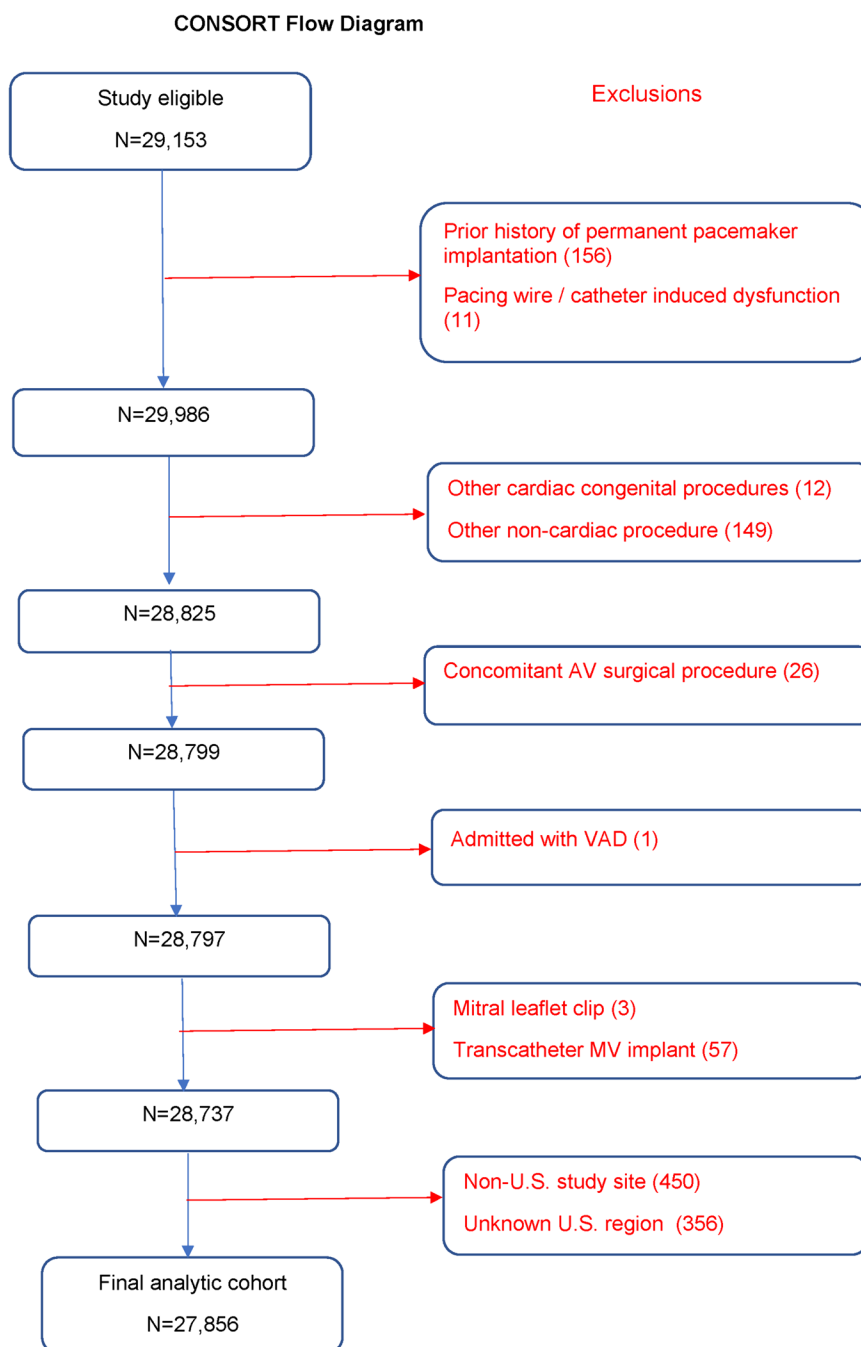 CONSORT Flow Diagram
Study eligible
N=29,153
Exclusions
Prior history of permanent pacemaker
implantation (156)
Pacing wire / catheter induced dysfunction
(11)
N=29,986
Other cardiac congenital procedures (12)
Other non-cardiac procedure (149)
N=28,825
Concomitant AV surgical procedure (26)
N=28,799
Admitted with VAD (1)
N=28,797
Mitral leaflet clip (3)
Transcatheter MV implant (57)
N=28,737
Non-U.S. study site (450)
Unknown U.S. region (356)
Final analytic cohort
N=27,856